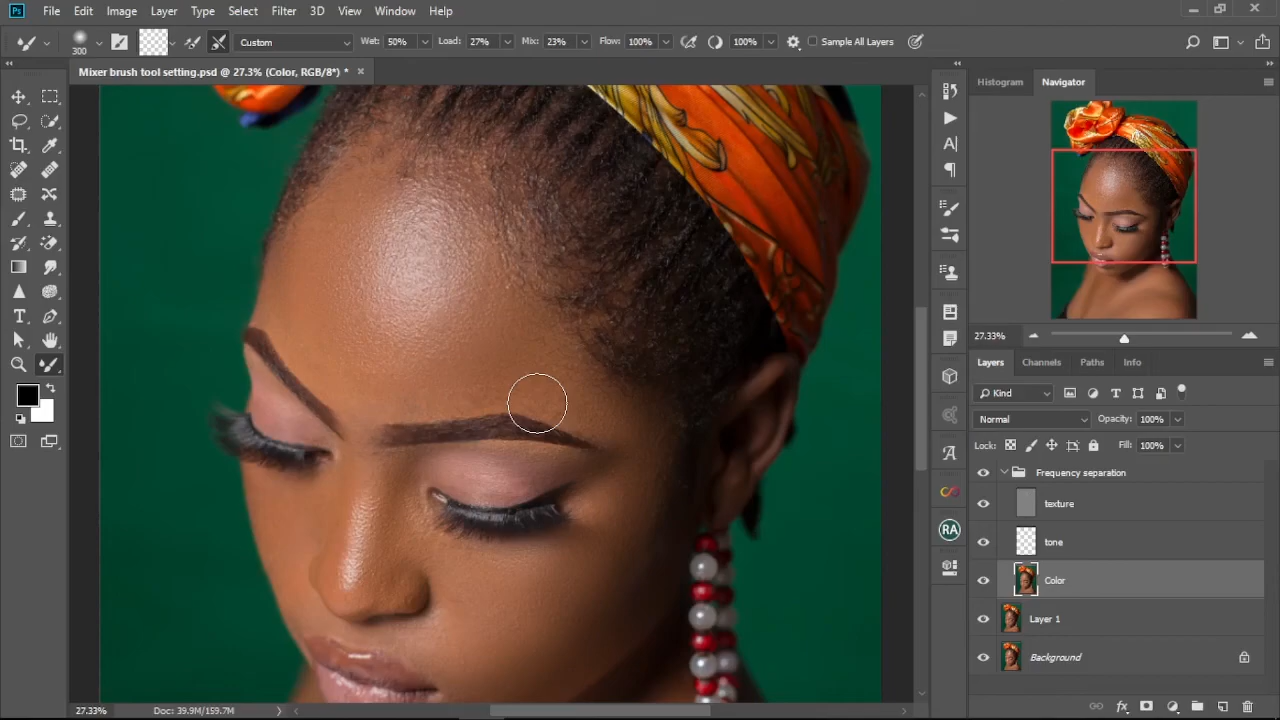 Ps File Edit Image Layer Type Select Filter 3D View Window Help
300 Custom Wet: 50% Load: 27% Mix: 23% Flow: 100% 100% Sample All Layers
Mixer brush tool setting.psd @ 27.3% (Color, RGB/8*) *
Histogram Navigator
27.33%
Layers Channels Paths Info
Kind
Normal Opacity: 100%
Lock: Fill: 100%
Frequency separation
texture
tone
Color
Layer 1
Background
RA
27.33% Doc: 39.9M/159.7M